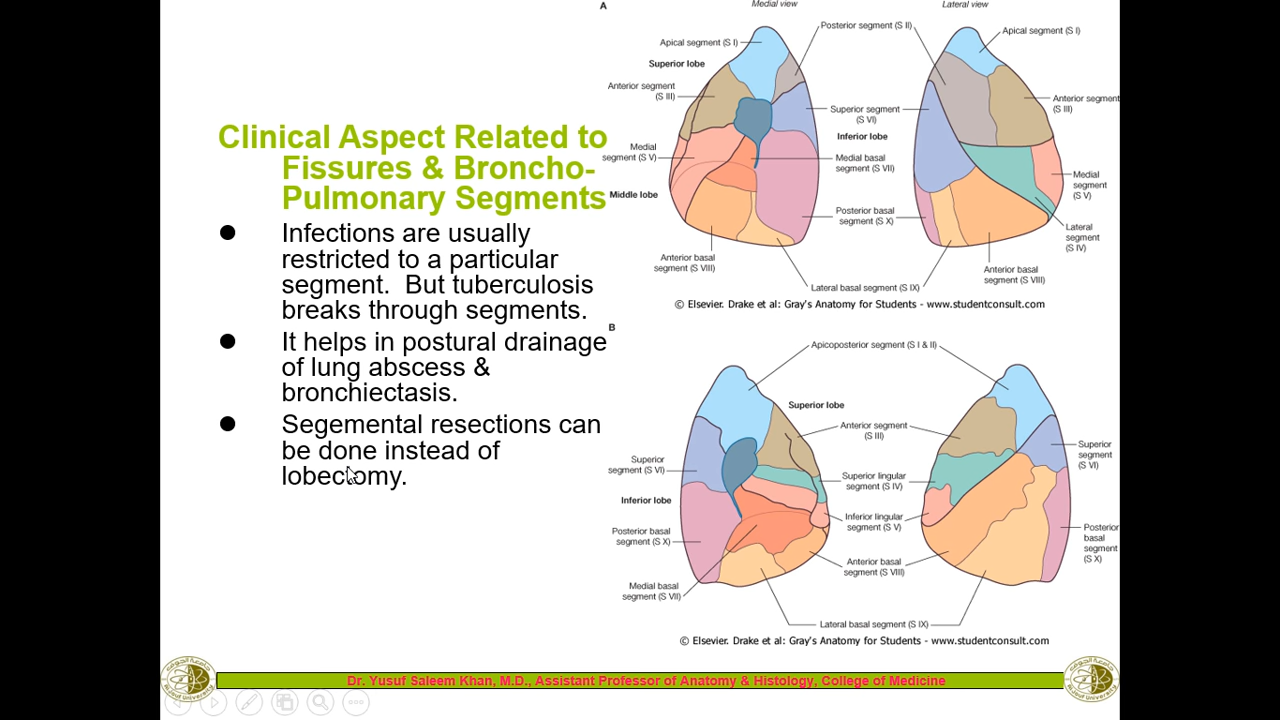 Clinical Aspect Related to
Fissures & Broncho-
Pulmonary Segments
Infections are usually
restricted to a particular
segment. But tuberculosis
breaks through segments.
It helps in postural drainage
of lung abscess &
bronchiectasis.
Segemental resections can
be done instead of
lobectomy.
A
Medial view
Lateral view
Posterior segment (S II)
Apical segment (S I)
Apical segment (S I)
Superior lobe
Anterior segment
(S III)
Anterior segment
(S III)
Superior segment
(S VI)
Inferior lobe
Medial
segment (S V)
Medial basal
segment (S VII)
Medial
segment
(S V)
Middle lobe
Posterior basal
segment (S X)
Lateral
segment
(S IV)
Anterior basal
segment (S VIII)
Anterior basal
segment (S VIII)
Lateral basal segment (S IX)
© Elsevier. Drake et al: Gray's Anatomy for Students - www.studentconsult.com
B
Apicoposterior segment (S I & II)
Superior lobe
Anterior segment
(S III)
Superior
segment (S VI)
Superior
segment
(S VI)
Superior lingular
segment (S IV)
Inferior lobe
Inferior lingular
segment (S V)
Posterior basal
segment (S X)
Posterior
basal
segment
(S X)
Anterior basal
segment (S VIII)
Medial basal
segment (S VII)
Lateral basal segment (S IX)
© Elsevier. Drake et al: Gray's Anatomy for Students - www.studentconsult.com
Dr. Yusuf Saleem Khan, M.D., Assistant Professor of Anatomy & Histology, College of Medicine